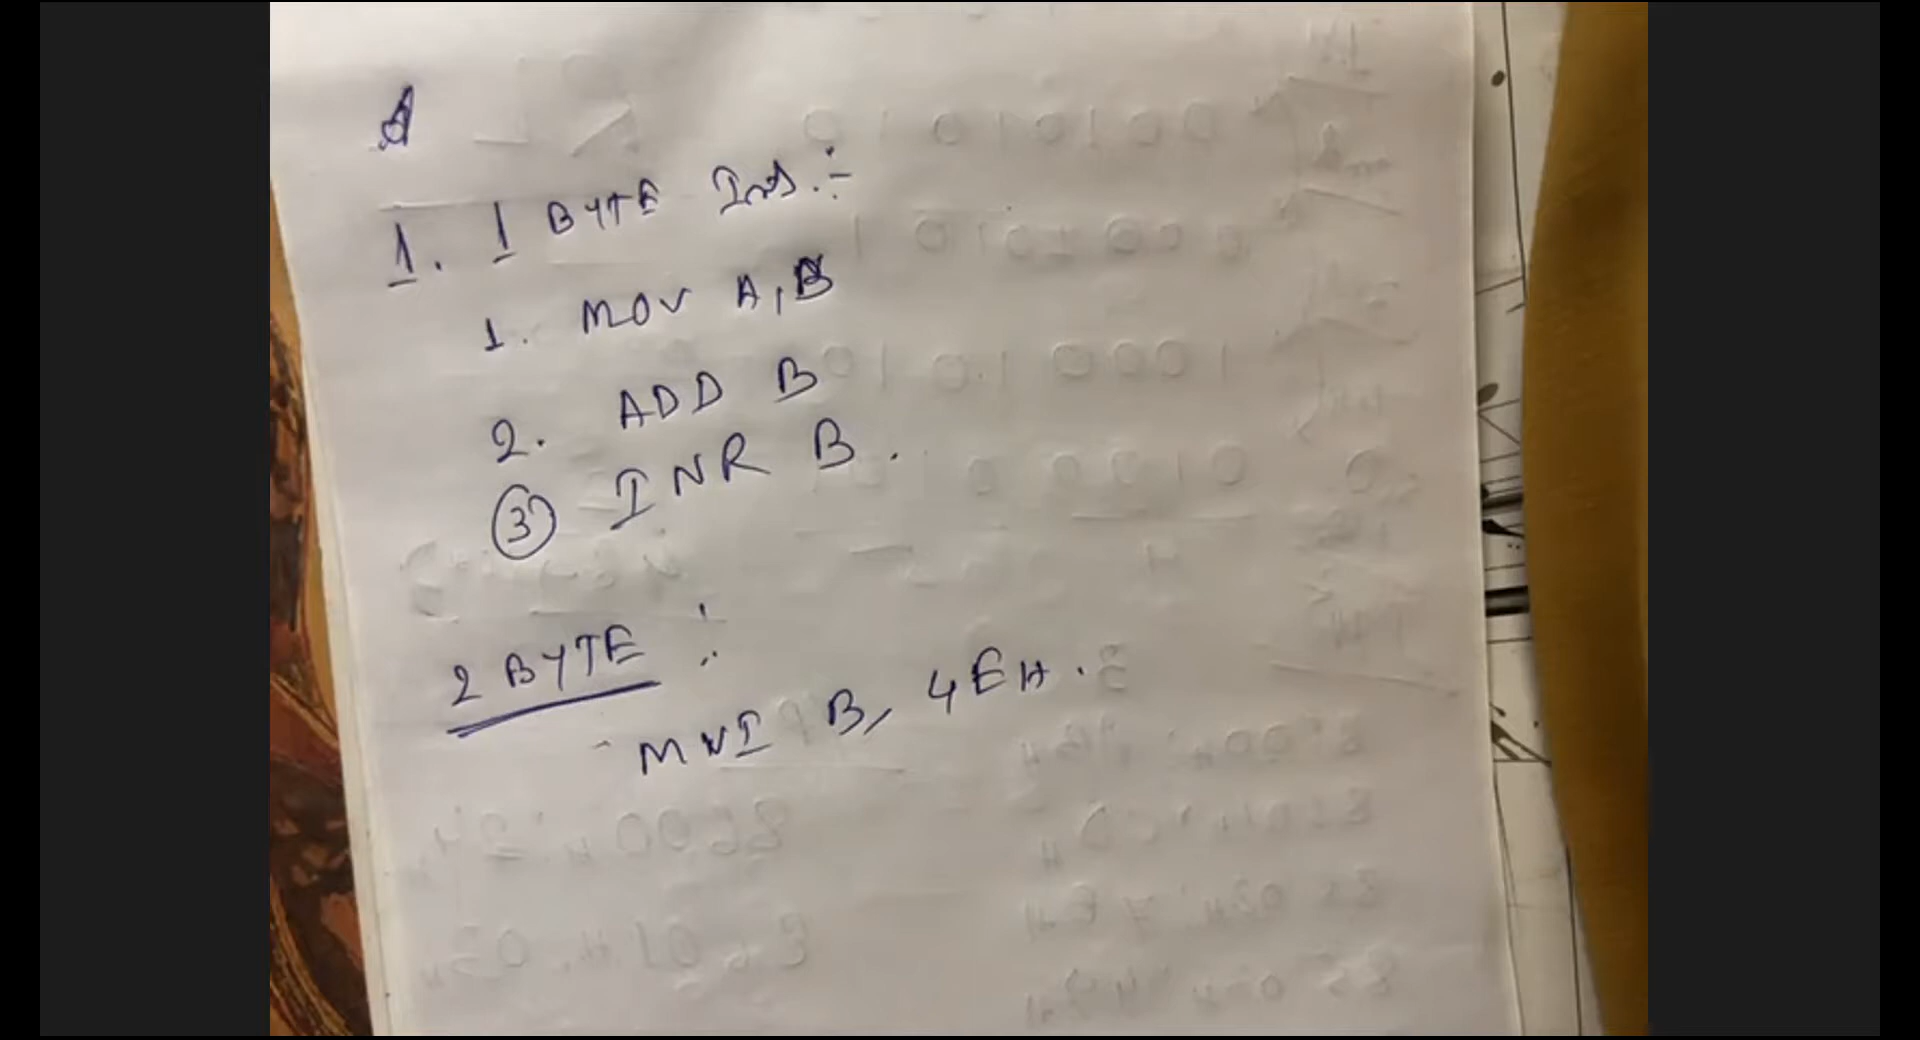 1. 1 BYTE Ins. :-
1. MOV A, B
2. ADD B
3 INR B.
2 BYTE :
- MVI B, 4EH.